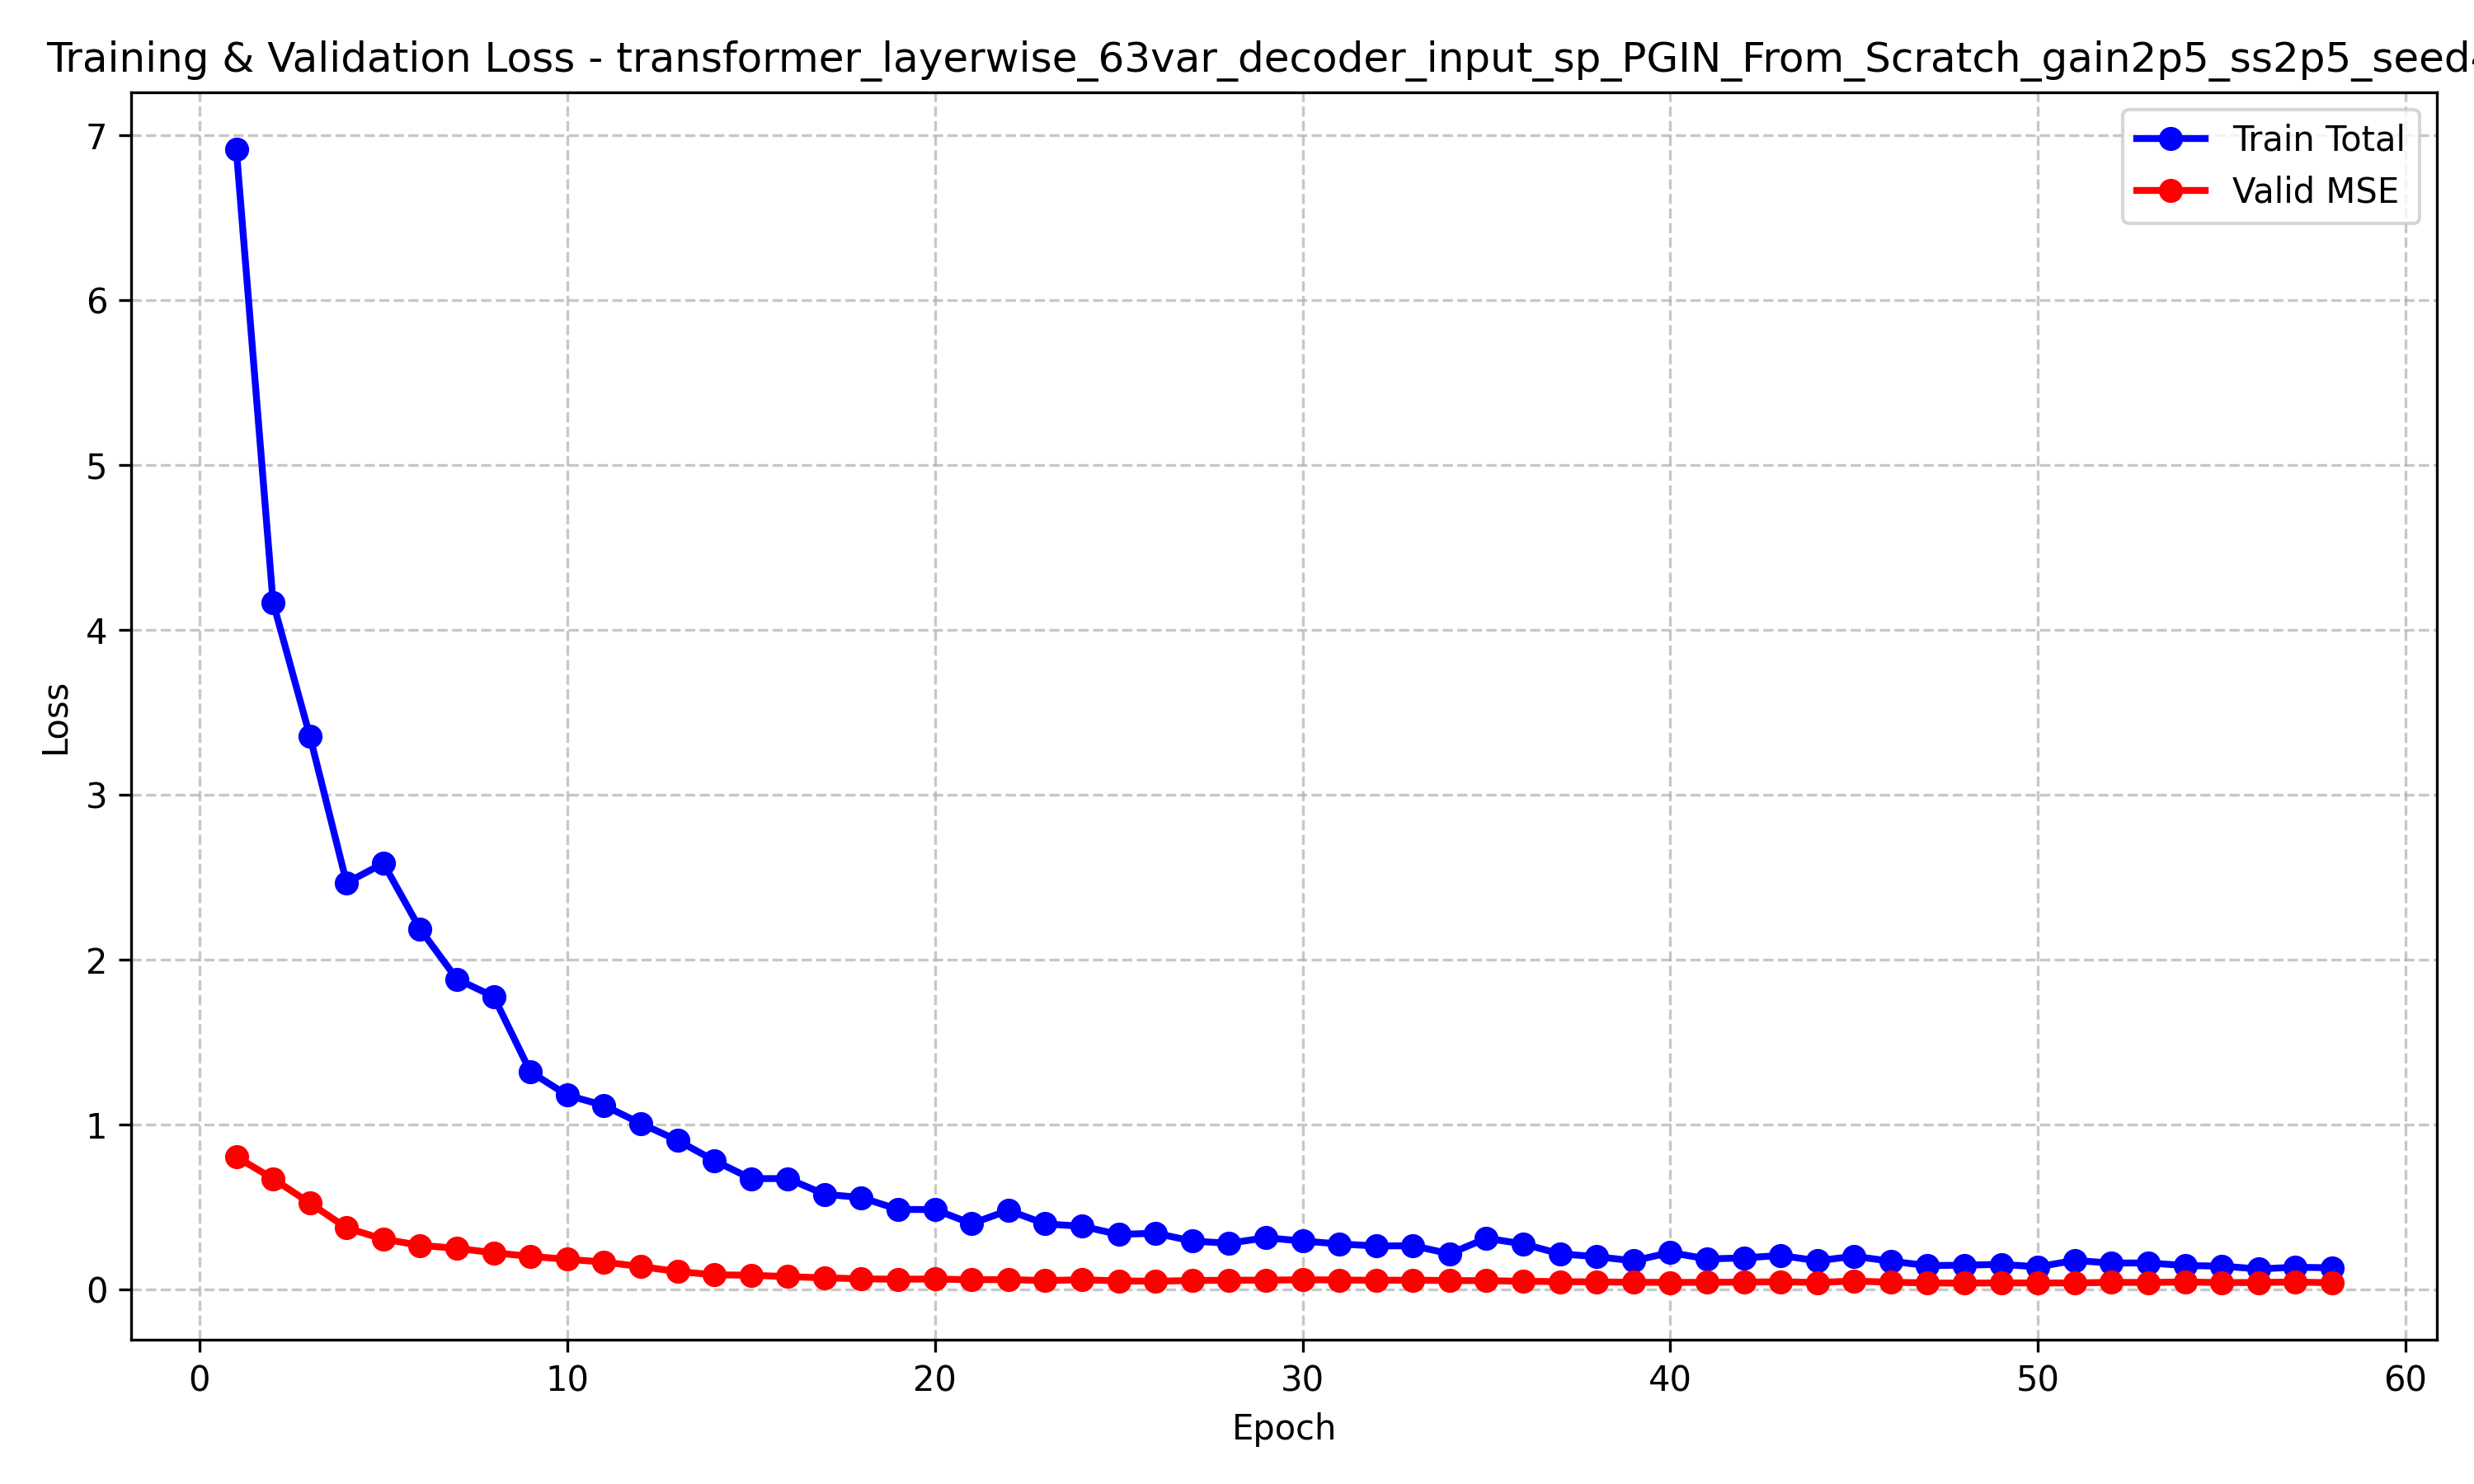 Training & Validation Loss - transformer_layerwise_63var_decoder_input_sp_PGIN_From_Scratch_gain2p5_ss2p5_seed
Train Total
Valid MSE
7
6
5
4
3
2
1
0
Loss
0 10 20 30 40 50 60
Epoch